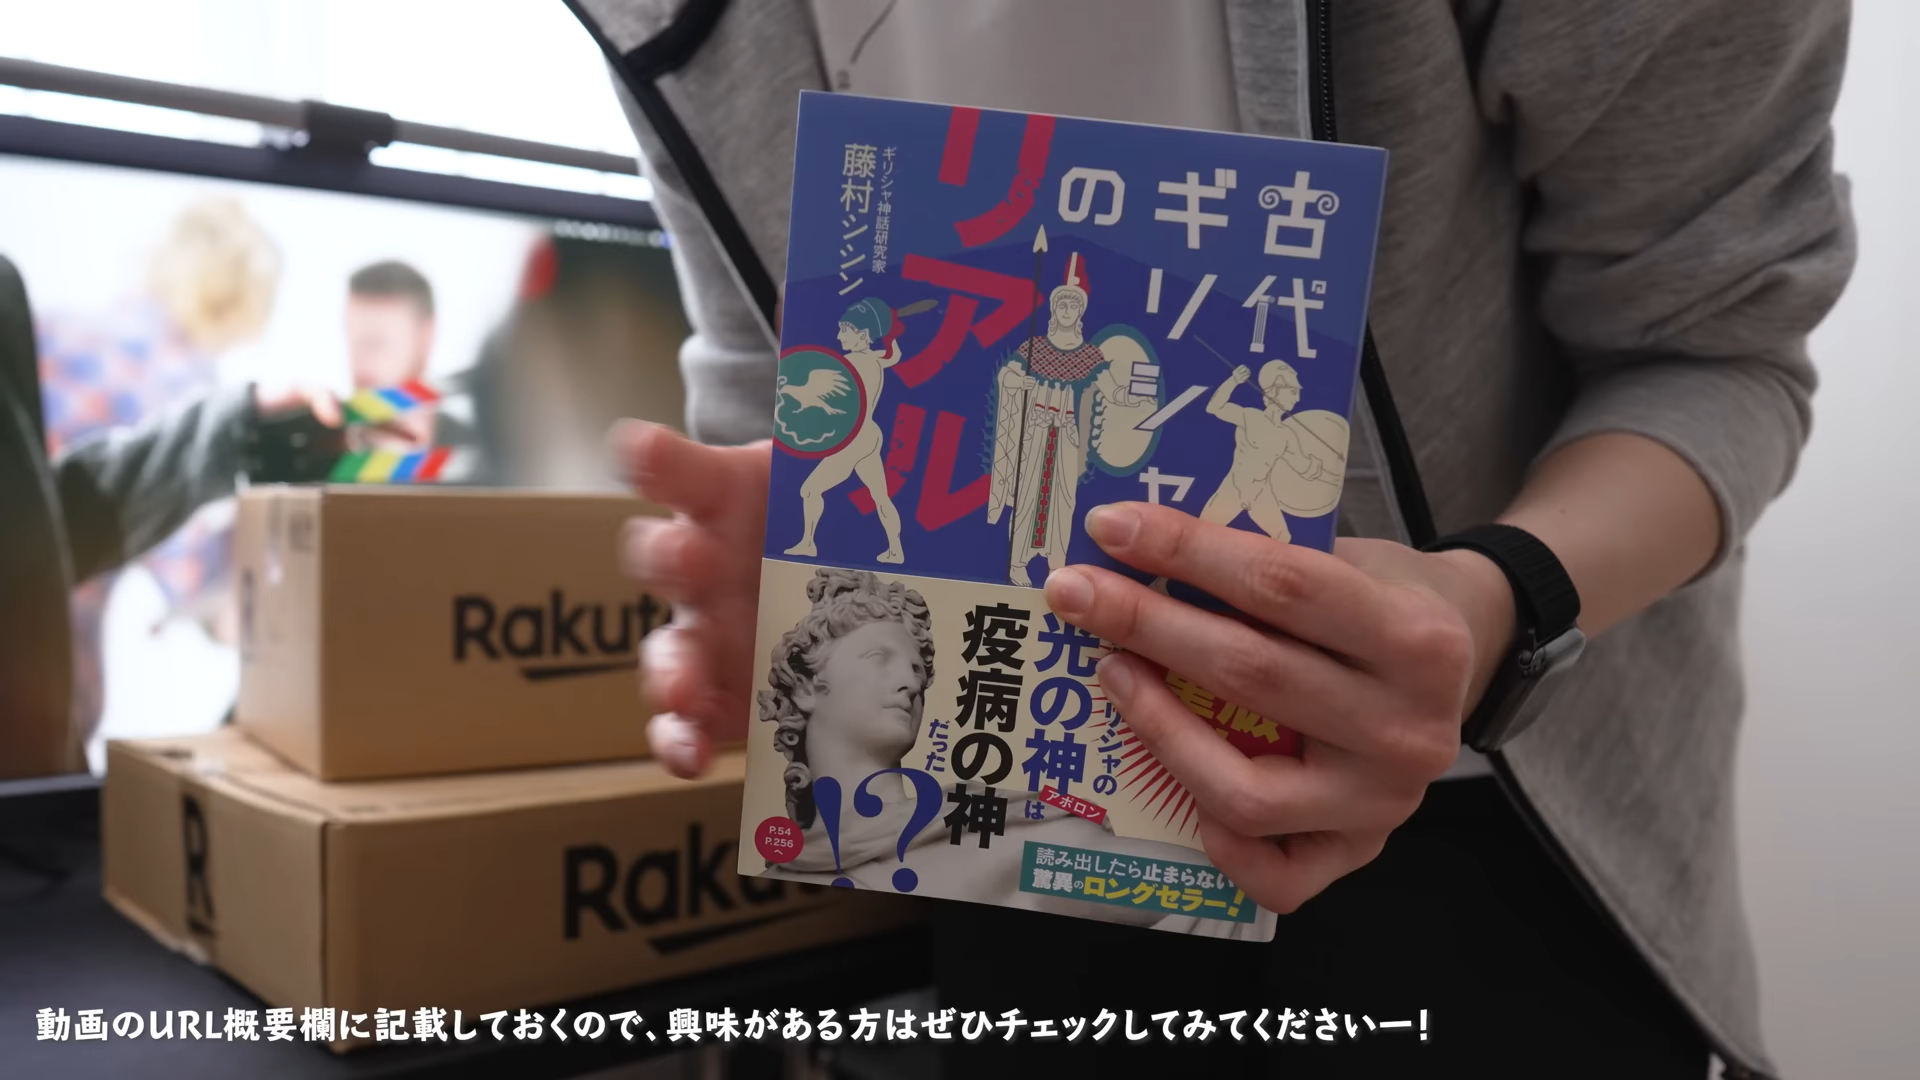 古代
ギリシャ
の
リアル
ギリシャ神話研究家
藤村シシン
リシャの
光の神は
アポロン
疫病の神
だった
!?
P.54
P.256
へ
読み出したら止まらない
驚異のロングセラー!
Rakut
R
Raku
動画のURL概要欄に記載しておくので、興味がある方はぜひチェックしてみてくださいー!